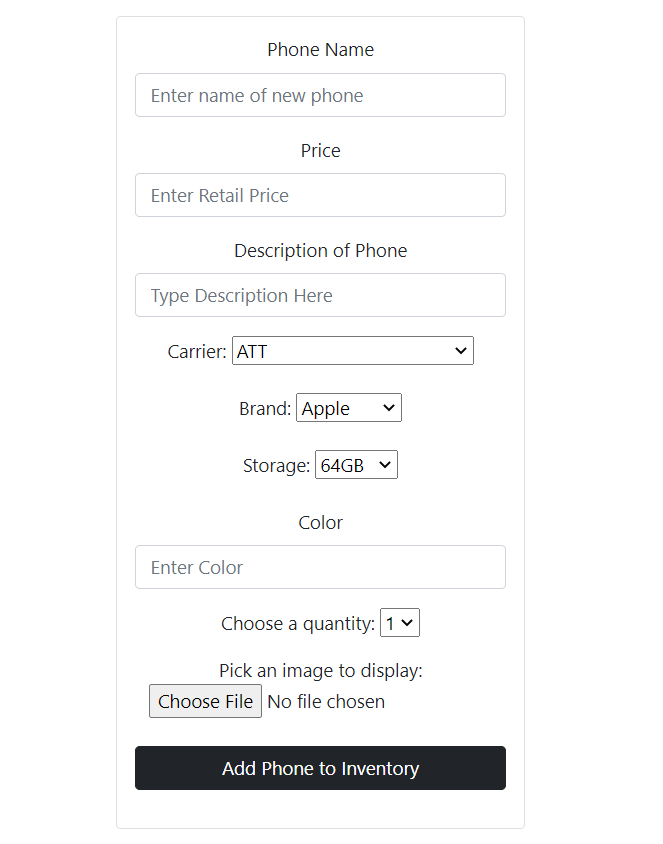 Phone Name
Enter name of new phone
Price
Enter Retail Price
Description of Phone
Type Description Here
Carrier: ATT
Brand: Apple
Storage: 64GB
Color
Enter Color
Choose a quantity: 1
Pick an image to display:
Choose File No file chosen
Add Phone to Inventory